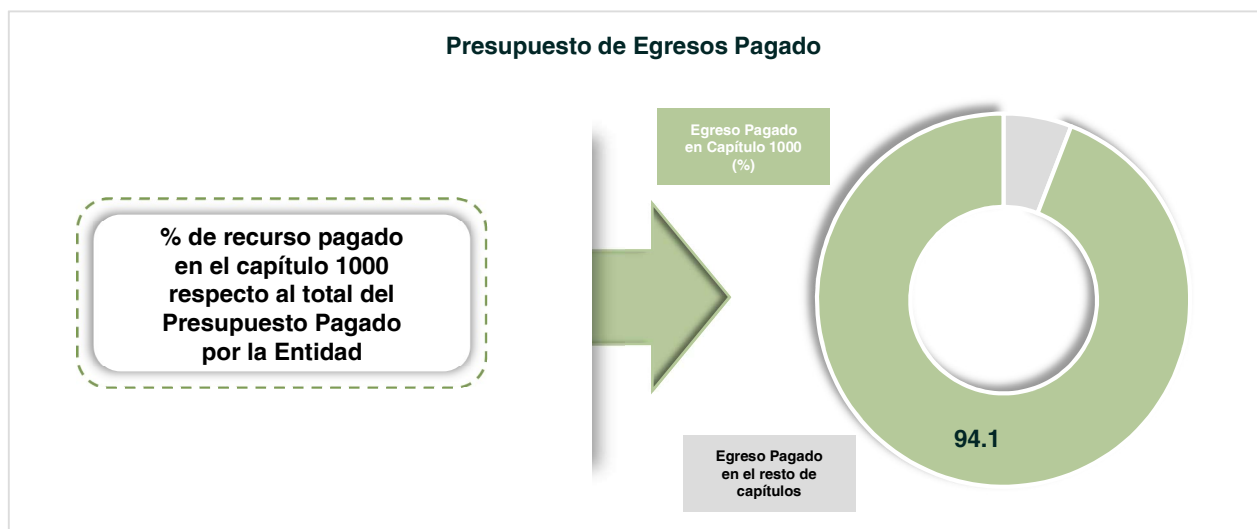 Presupuesto de Egresos Pagado
% de recurso pagado
en el capítulo 1000
respecto al total del
Presupuesto Pagado
por la Entidad
Egreso Pagado
en Capítulo 1000
(%)
94.1
Egreso Pagado
en el resto de
capítulos